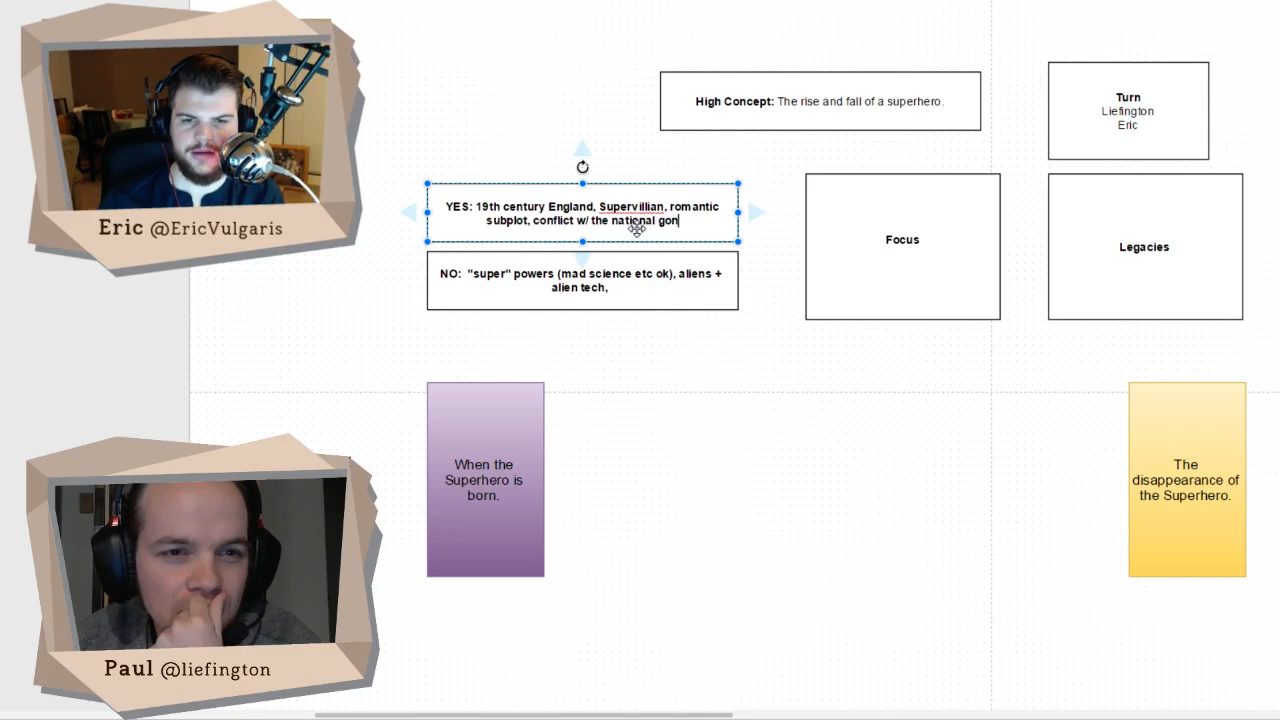 Eric @EricVulgaris
High Concept: The rise and fall of a superhero.
Turn
Liefington
Eric
YES: 19th century England, Supervillian, romantic
subplot, conflict w/ the national gon
NO: "super" powers (mad science etc ok), aliens +
alien tech,
Focus
Legacies
When the
Superhero is
born.
The
disappearance of
the Superhero.
Paul @liefington